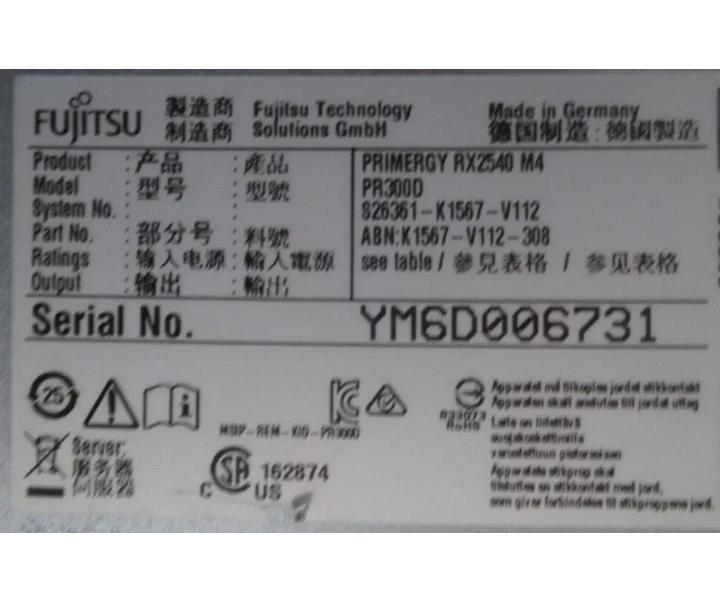 FUJITSU 製造商 Fujitsu Technology Made in Germany
制造商 Solutions GmbH 德国制造 : 德國製造
Product : 产品 : 產品 PRIMERGY RX2540 M4
Model : 型号 : 型號 PR300D
System No. : : S26361-K1567-V112
Part No. : 部分号 : 料號 ABN:K1567-V112-308
Ratings : 输入电源 : 輸入電源 see table / 參見表格 / 参见表格
Output : 输出 : 輸出
Serial No. YM6D006731
25
MSIP-REM-KID-PR300D
R33073
RoHS
Apparatet må tilkoples jordet stikkontakt
Apparaten skall anslutas till jordat uttag
Laite on liitettävä
suojakoskettimilla
varustettuun pistorasiaan
Apparatets stikprop skal
tilsluttes en stikkontakt med jord,
som giver forbindelse til stikproppens jord.
Server:
服务器
伺服器
C SA US 162874